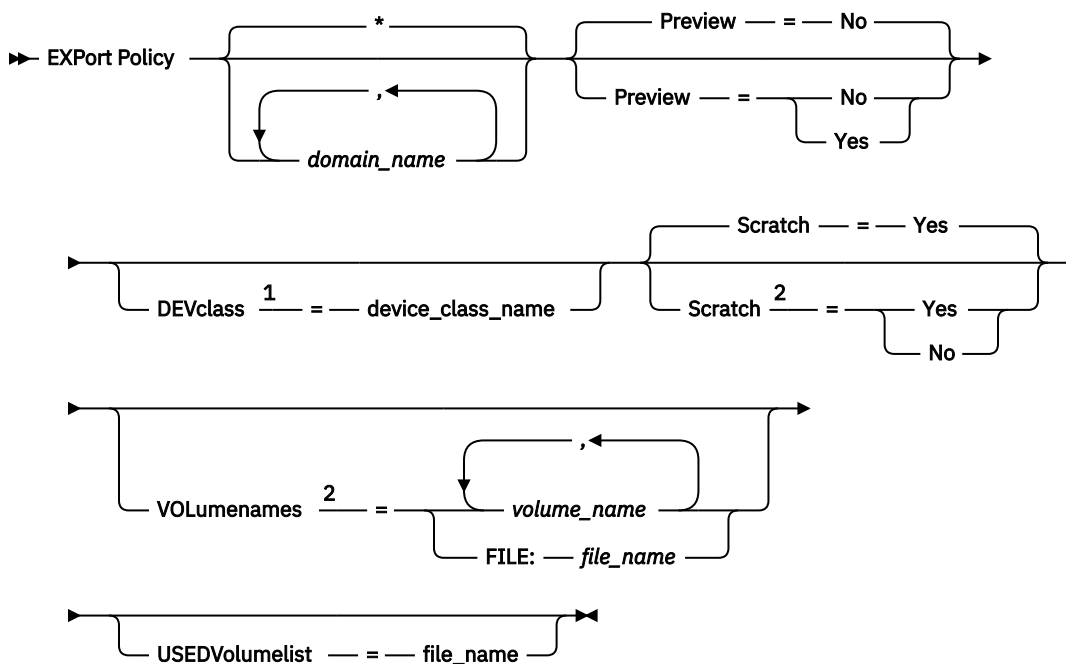 *
Preview = No
EXPort Policy
,
Preview = No
Yes
domain_name
Scratch = Yes
DEVclass 1 = device_class_name
Scratch 2 = Yes
No
,
VOLumenames 2 = volume_name
FILE: file_name
USEDVolumelist = file_name